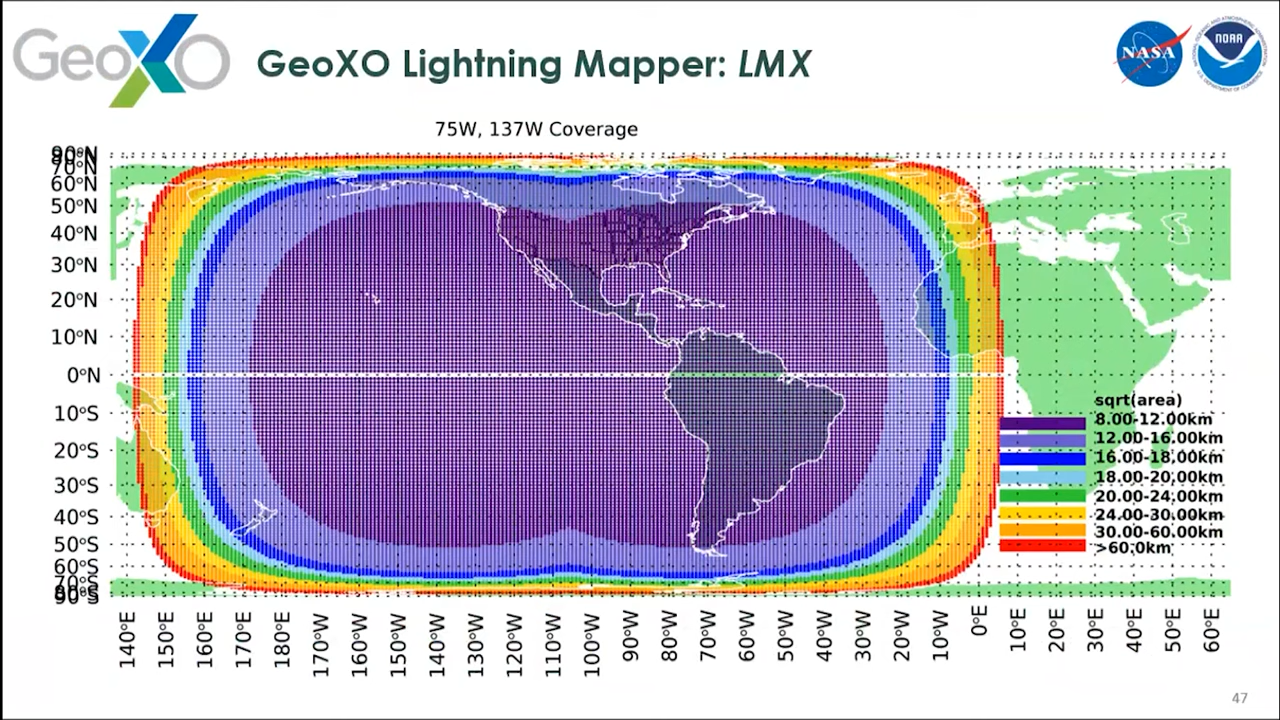 GeoXO
GeoXO Lightning Mapper: LMX
NASA
NOAA
75W, 137W Coverage
90°N
80°N
70°N
60°N
50°N
40°N
30°N
20°N
10°N
0°N
10°S
20°S
30°S
40°S
50°S
60°S
70°S
80°S
90°S
sqrt(area)
8.00-12.00km
12.00-16.00km
16.00-18.00km
18.00-20.00km
20.00-24.00km
24.00-30.00km
30.00-60.00km
>60.0km
140°E 150°E 160°E 170°E 180°E 170°W 160°W 150°W 140°W 130°W 120°W 110°W 100°W 90°W 80°W 70°W 60°W 50°W 40°W 30°W 20°W 10°W 0°E 10°E 20°E 30°E 40°E 50°E 60°E
47